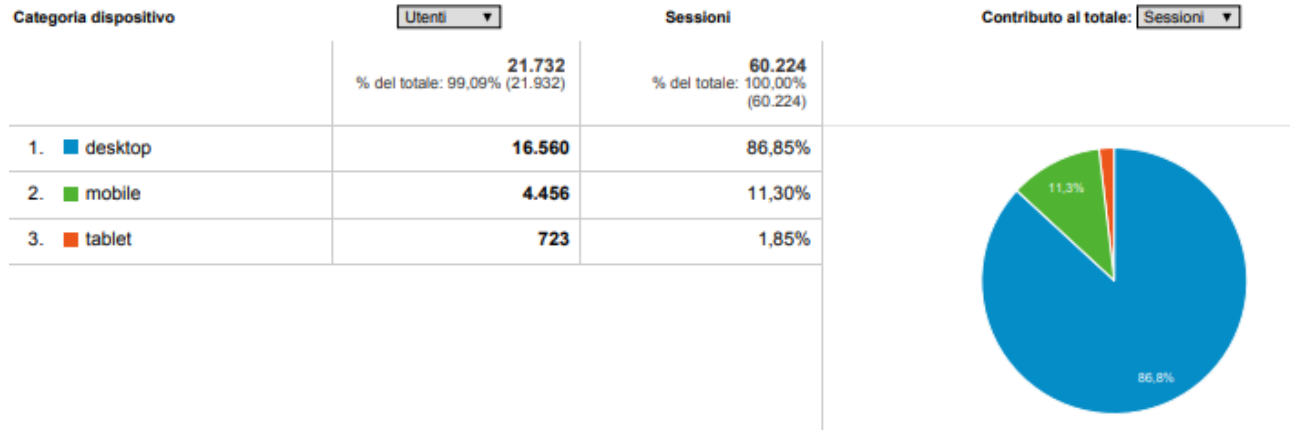 Categoria dispositivo Utenti ▼ Sessioni Contributo al totale: Sessioni ▼
21.732 60.224
% del totale: 99,09% (21.932) % del totale: 100,00%
(60.224)
1. desktop 16.560 86,85%
2. mobile 4.456 11,30%
3. tablet 723 1,85%
11,3%
86,8%